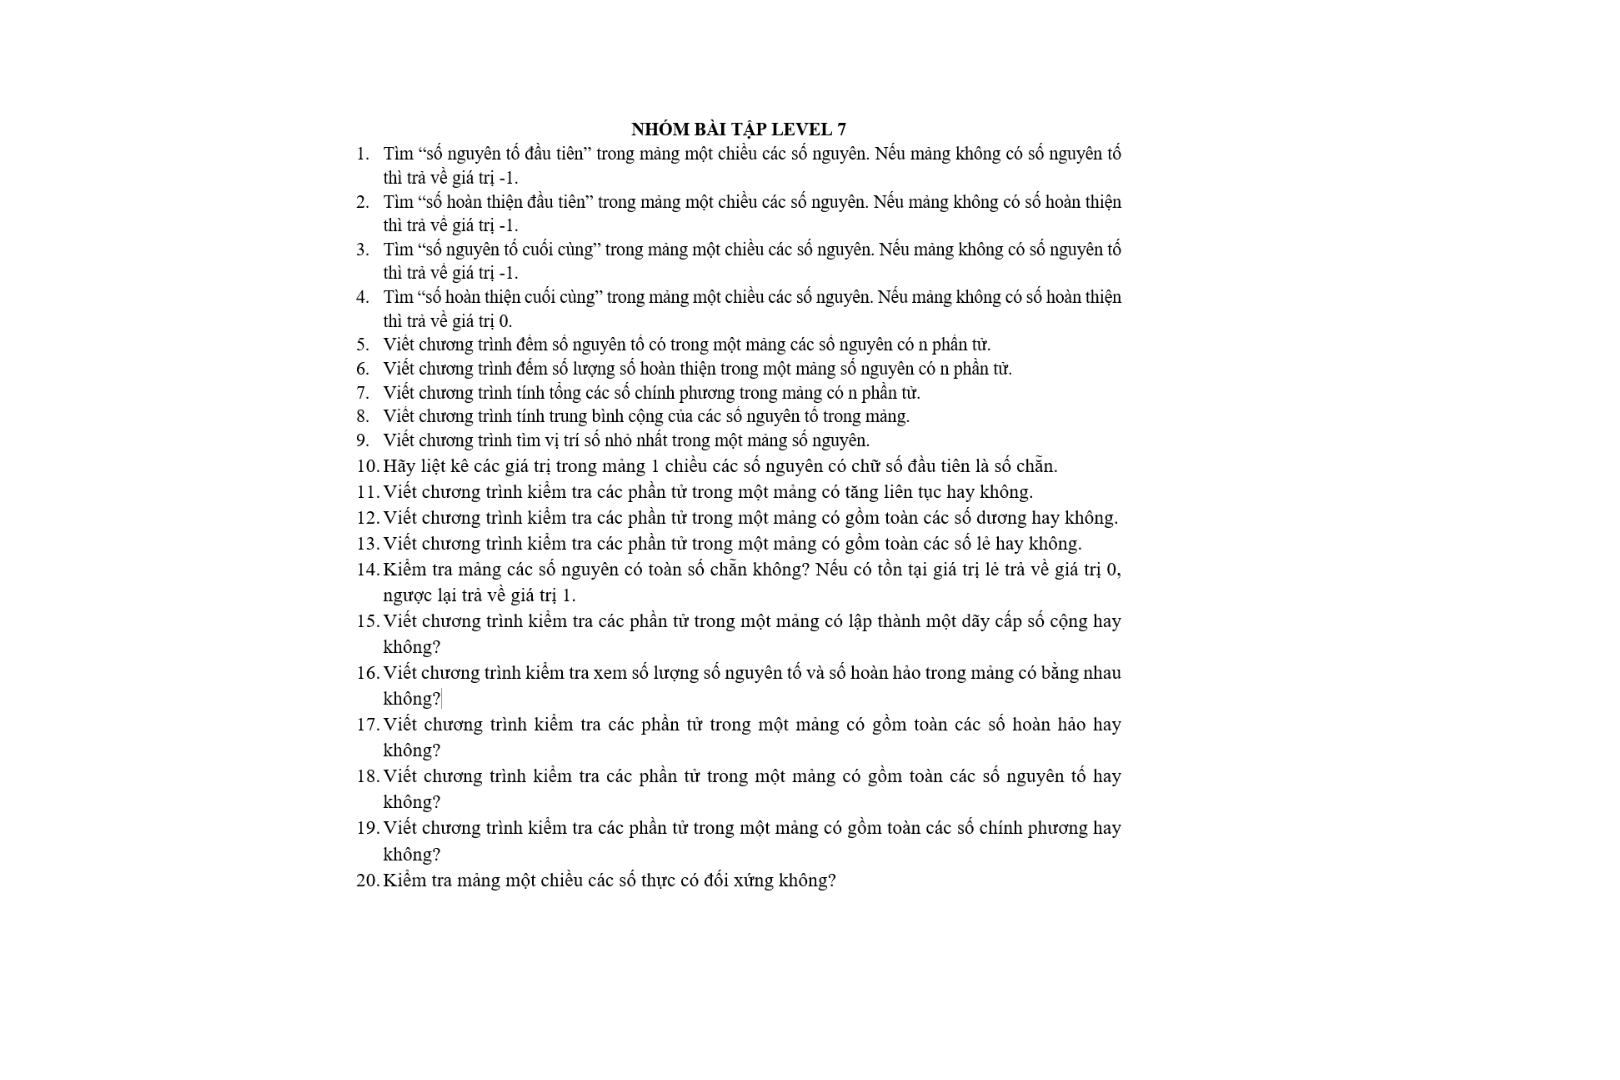 NHÓM BÀI TẬP LEVEL 7
1. Tìm “số nguyên tố đầu tiên” trong mảng một chiều các số nguyên. Nếu mảng không có số nguyên tố
thì trả về giá trị -1.
2. Tìm “số hoàn thiện đầu tiên” trong mảng một chiều các số nguyên. Nếu mảng không có số hoàn thiện
thì trả về giá trị -1.
3. Tìm “số nguyên tố cuối cùng” trong mảng một chiều các số nguyên. Nếu mảng không có số nguyên tố
thì trả về giá trị -1.
4. Tìm “số hoàn thiện cuối cùng” trong mảng một chiều các số nguyên. Nếu mảng không có số hoàn thiện
thì trả về giá trị 0.
5. Viết chương trình đếm số nguyên tố có trong một mảng các số nguyên có n phần tử.
6. Viết chương trình đếm số lượng số hoàn thiện trong một mảng số nguyên có n phần tử.
7. Viết chương trình tính tổng các số chính phương trong mảng có n phần tử.
8. Viết chương trình tính trung bình cộng của các số nguyên tố trong mảng.
9. Viết chương trình tìm vị trí số nhỏ nhất trong một mảng số nguyên.
10. Hãy liệt kê các giá trị trong mảng 1 chiều các số nguyên có chữ số đầu tiên là số chẵn.
11. Viết chương trình kiểm tra các phần tử trong một mảng có tăng liên tục hay không.
12. Viết chương trình kiểm tra các phần tử trong một mảng có gồm toàn các số dương hay không.
13. Viết chương trình kiểm tra các phần tử trong một mảng có gồm toàn các số lẻ hay không.
14. Kiểm tra mảng các số nguyên có toàn số chẵn không? Nếu có tồn tại giá trị lẻ trả về giá trị 0,
ngược lại trả về giá trị 1.
15. Viết chương trình kiểm tra các phần tử trong một mảng có lập thành một dãy cấp số cộng hay
không?
16. Viết chương trình kiểm tra xem số lượng số nguyên tố và số hoàn hảo trong mảng có bằng nhau
không?
17. Viết chương trình kiểm tra các phần tử trong một mảng có gồm toàn các số hoàn hảo hay
không?
18. Viết chương trình kiểm tra các phần tử trong một mảng có gồm toàn các số nguyên tố hay
không?
19. Viết chương trình kiểm tra các phần tử trong một mảng có gồm toàn các số chính phương hay
không?
20. Kiểm tra mảng một chiều các số thực có đối xứng không?